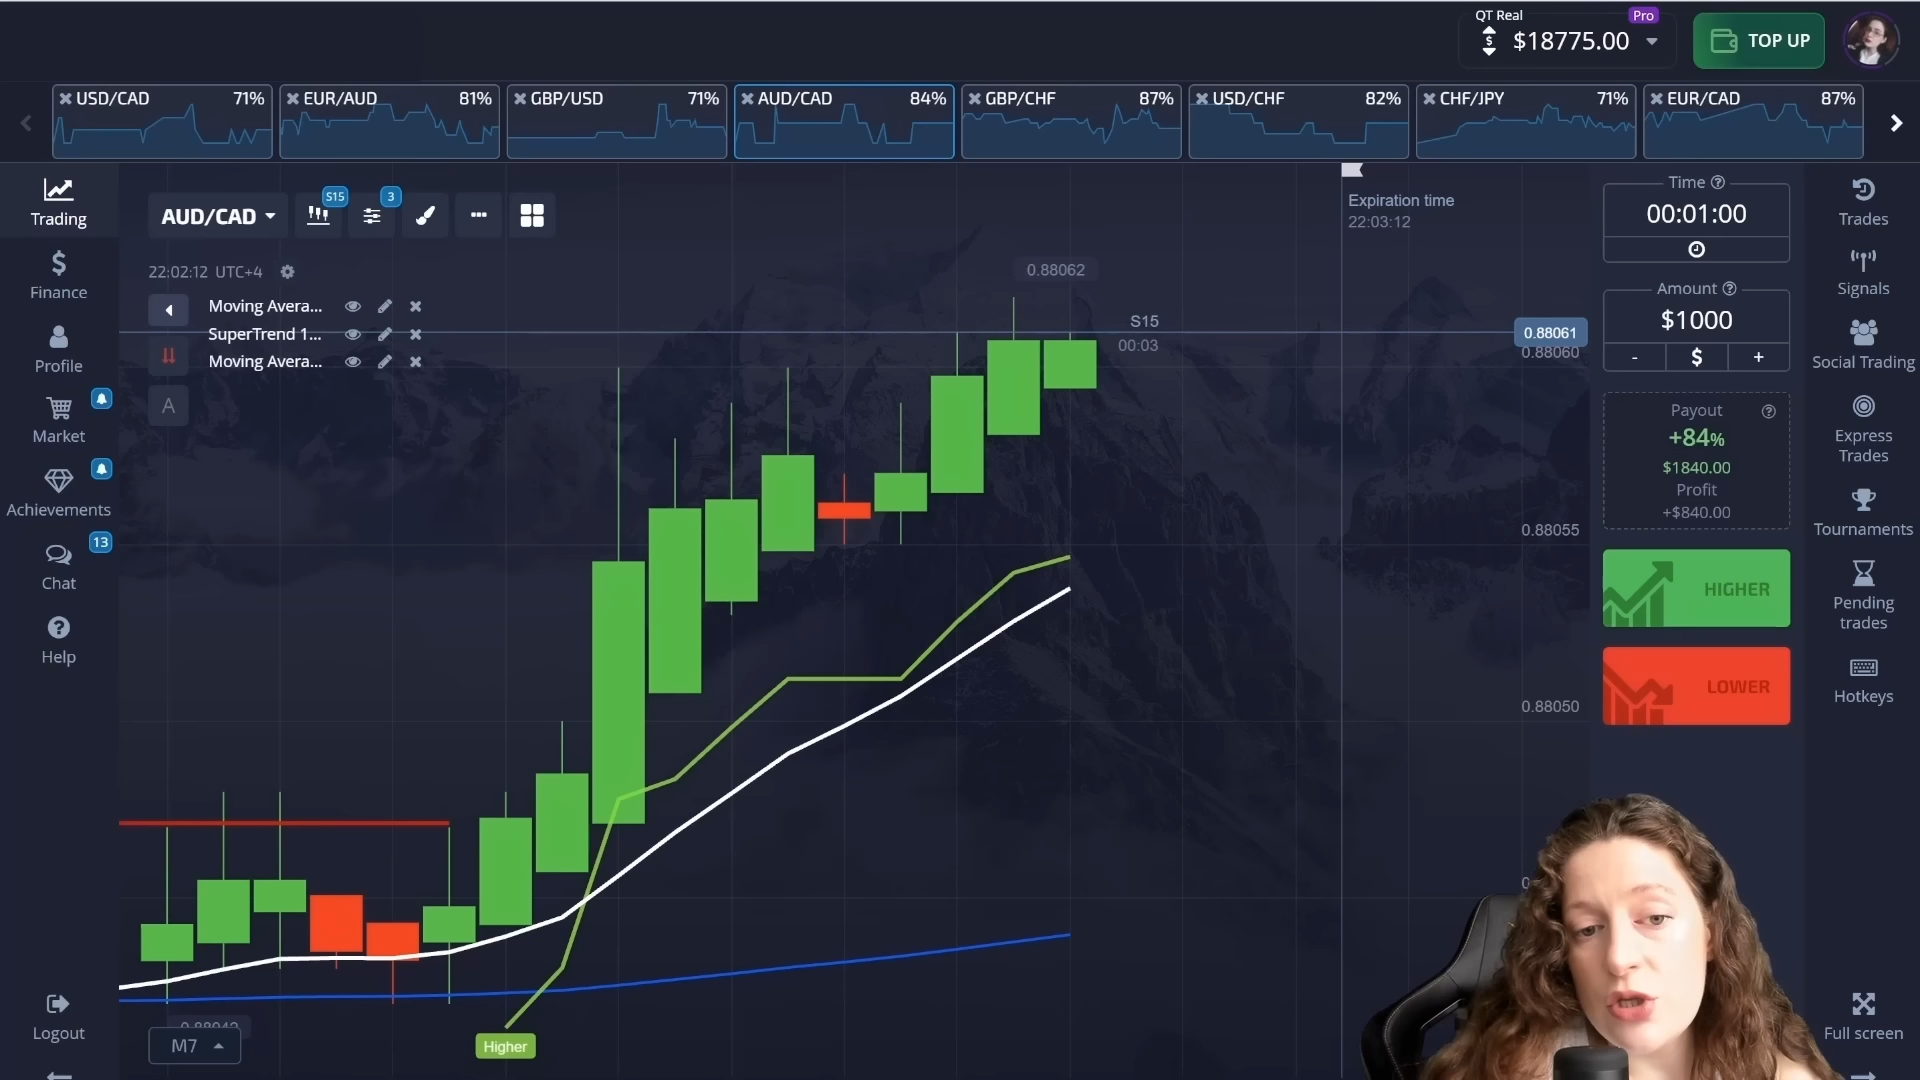 QT Real
Pro
$18775.00
TOP UP
USD/CAD 71%
EUR/AUD 81%
GBP/USD 71%
AUD/CAD 84%
GBP/CHF 87%
USD/CHF 82%
CHF/JPY 71%
EUR/CAD 87%
Trading
Finance
Profile
Market
Achievements
13
Chat
Help
Logout
AUD/CAD
S15
3
22:02:12 UTC+4
Moving Avera...
SuperTrend 1...
Moving Avera...
A
0.88062
S15
00:03
Expiration time
22:03:12
0.88061
0.88060
0.88055
0.88050
Higher
M7
Time
00:01:00
Amount
$1000
- $ +
Payout
+84%
$1840.00
Profit
+$840.00
HIGHER
LOWER
Trades
Signals
Social Trading
Express
Trades
Tournaments
Pending
trades
Hotkeys
Full screen